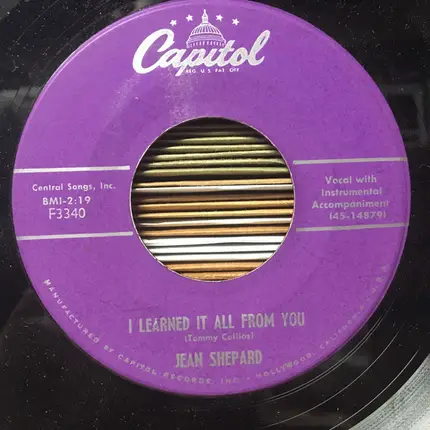 Capitol
REG. U.S. PAT. OFF.
Central Songs, Inc.
BMI-2:19
F3340
Vocal with
Instrumental
Accompaniment
(45-14879)
I LEARNED IT ALL FROM YOU
(Tommy Collins)
JEAN SHEPARD
MANUFACTURED BY CAPITOL RECORDS, INC. • HOLLYWOOD, CALIFORNIA,